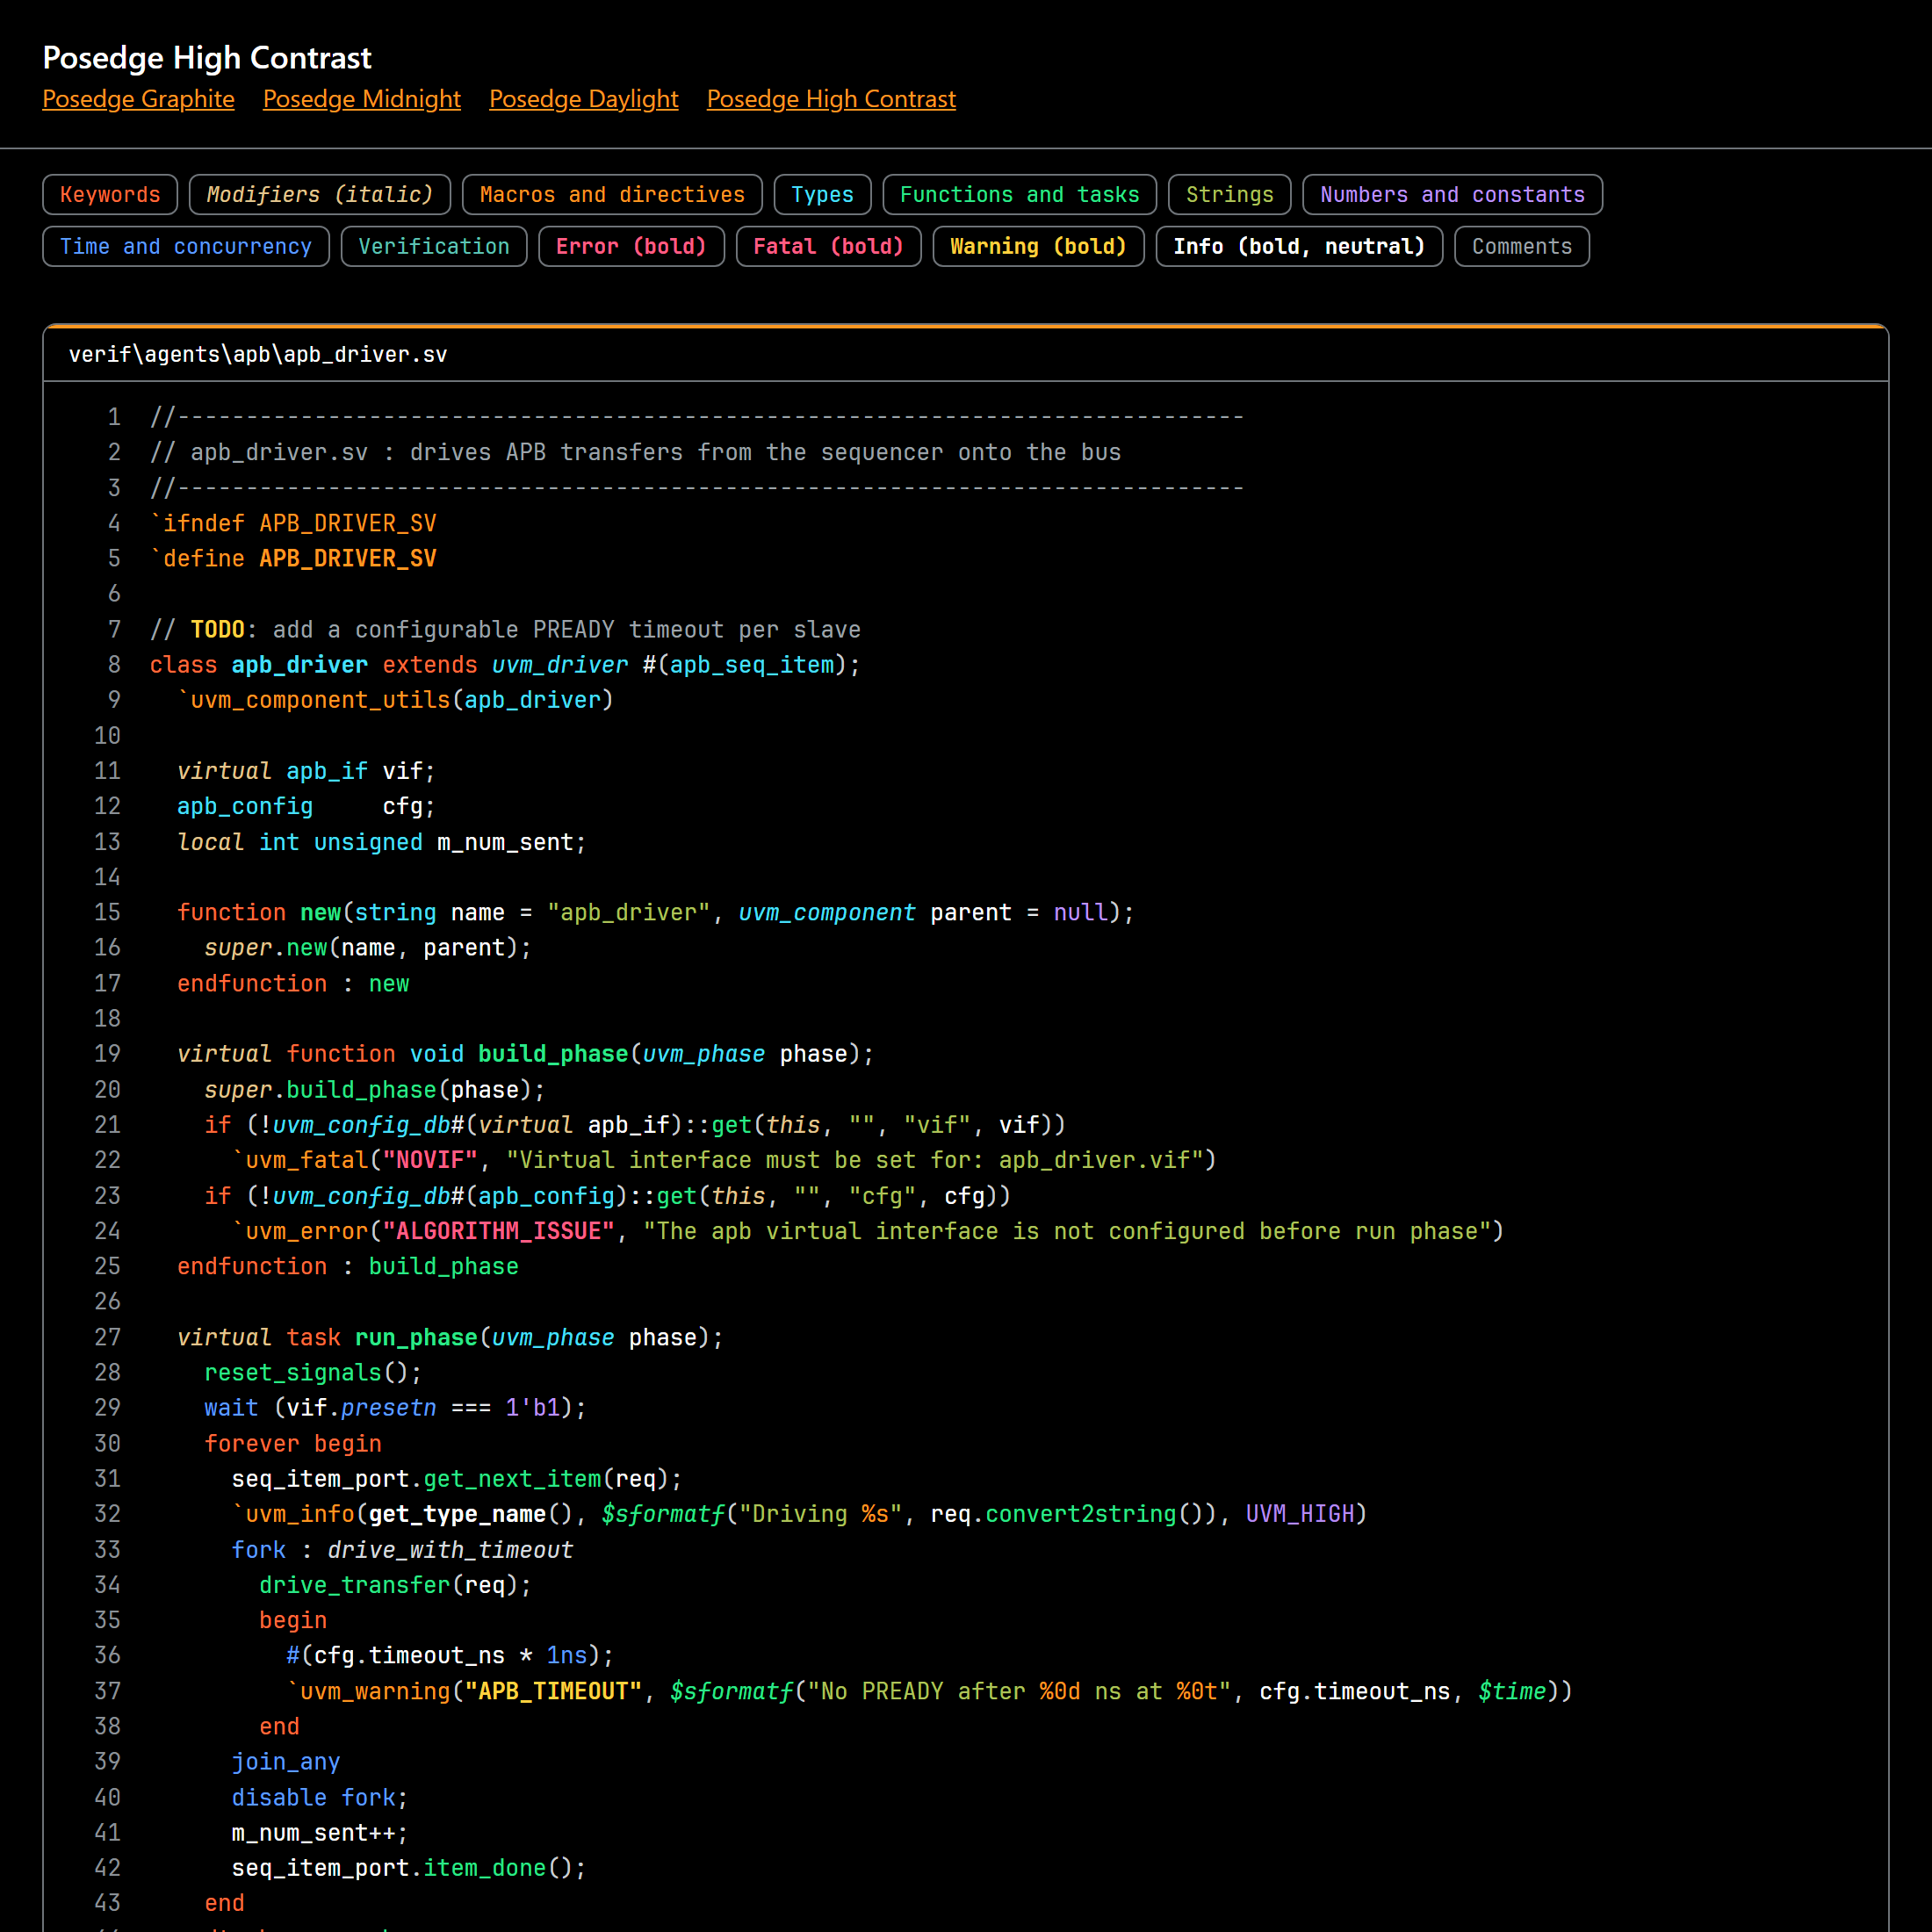 Posedge High Contrast
Posedge Graphite Posedge Midnight Posedge Daylight Posedge High Contrast
Keywords Modifiers (italic) Macros and directives Types Functions and tasks Strings Numbers and constants
Time and concurrency Verification Error (bold) Fatal (bold) Warning (bold) Info (bold, neutral) Comments
verif\agents\apb\apb_driver.sv
1 //------------------------------------------------------------------------------
2 // apb_driver.sv : drives APB transfers from the sequencer onto the bus
3 //------------------------------------------------------------------------------
4 `ifndef APB_DRIVER_SV
5 `define APB_DRIVER_SV
6
7 // TODO: add a configurable PREADY timeout per slave
8 class apb_driver extends uvm_driver #(apb_seq_item);
9   `uvm_component_utils(apb_driver)
10
11   virtual apb_if vif;
12   apb_config     cfg;
13   local int unsigned m_num_sent;
14
15   function new(string name = "apb_driver", uvm_component parent = null);
16     super.new(name, parent);
17   endfunction : new
18
19   virtual function void build_phase(uvm_phase phase);
20     super.build_phase(phase);
21     if (!uvm_config_db#(virtual apb_if)::get(this, "", "vif", vif))
22       `uvm_fatal("NOVIF", "Virtual interface must be set for: apb_driver.vif")
23     if (!uvm_config_db#(apb_config)::get(this, "", "cfg", cfg))
24       `uvm_error("ALGORITHM_ISSUE", "The apb virtual interface is not configured before run phase")
25   endfunction : build_phase
26
27   virtual task run_phase(uvm_phase phase);
28     reset_signals();
29     wait (vif.presetn === 1'b1);
30     forever begin
31       seq_item_port.get_next_item(req);
32       `uvm_info(get_type_name(), $sformatf("Driving %s", req.convert2string()), UVM_HIGH)
33       fork : drive_with_timeout
34         drive_transfer(req);
35         begin
36           #(cfg.timeout_ns * 1ns);
37           `uvm_warning("APB_TIMEOUT", $sformatf("No PREADY after %0d ns at %0t", cfg.timeout_ns, $time))
38         end
39       join_any
40       disable fork;
41       m_num_sent++;
42       seq_item_port.item_done();
43     end